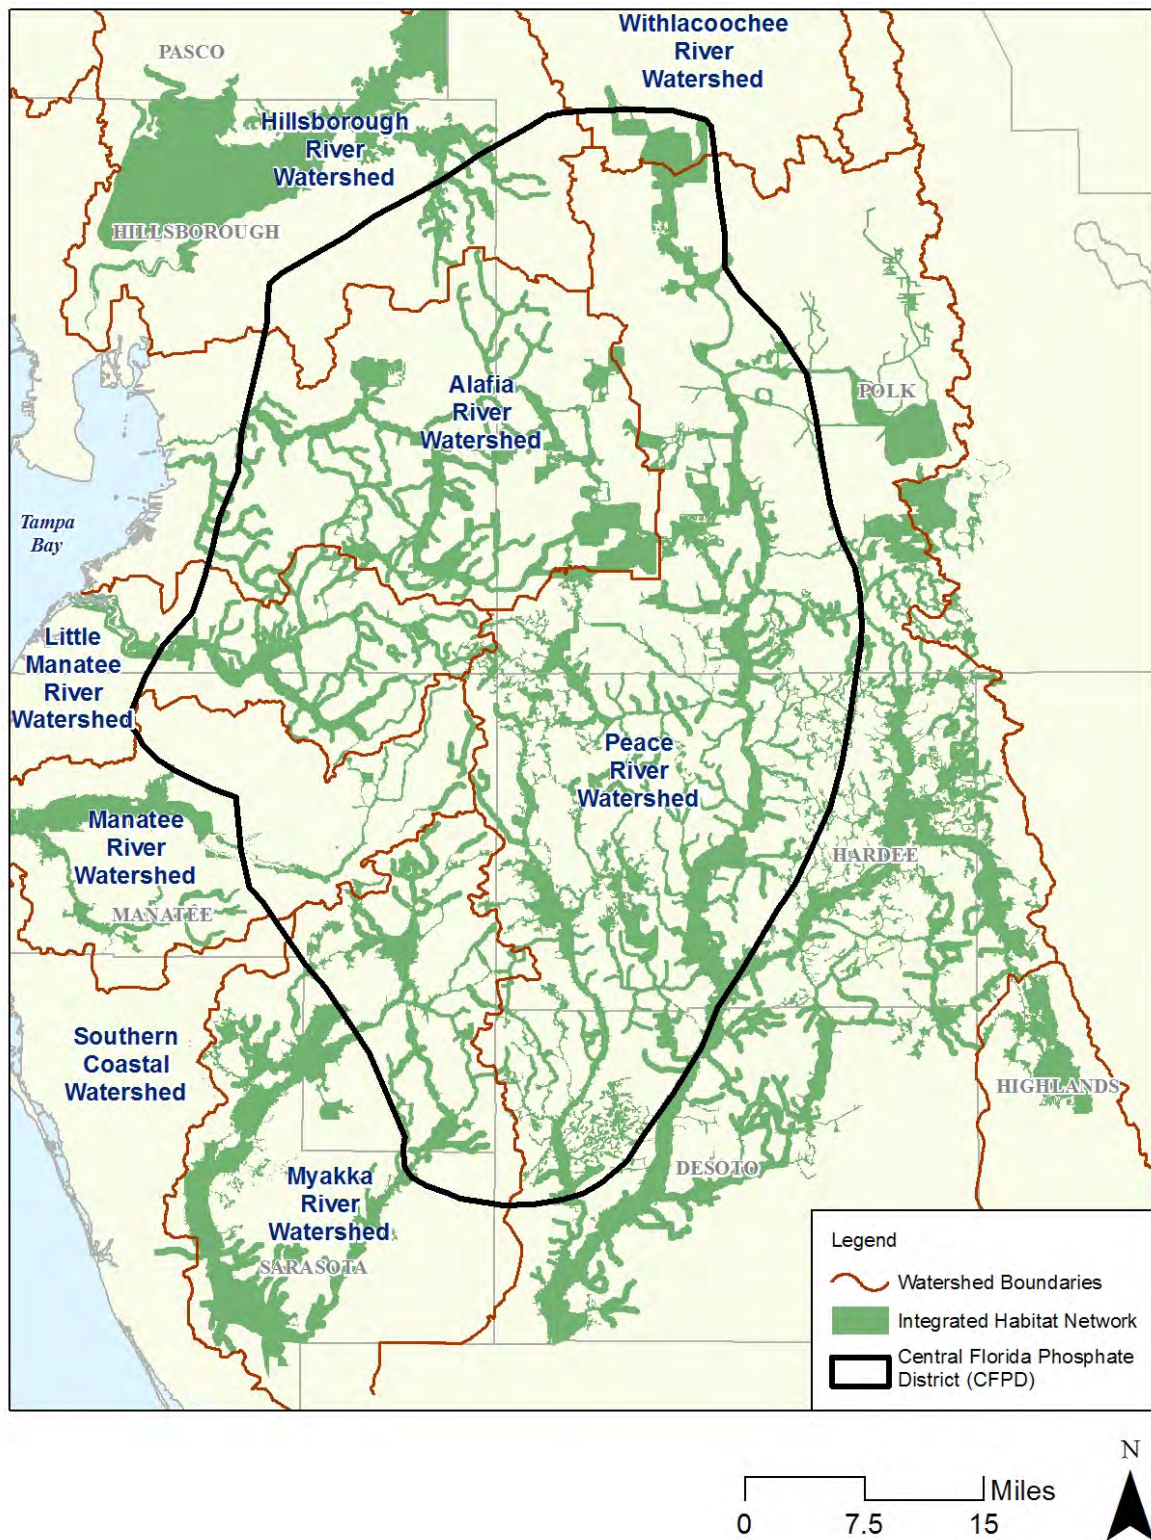 Withlacoochee
River
Watershed
PASCO
Hillsborough
River
Watershed
HILLSBOROUGH
Alafia
River
Watershed
POLK
Tampa
Bay
Little
Manatee
River
Watershed
Peace
River
Watershed
Manatee
River
Watershed
HARDEE
MANATEE
Southern
Coastal
Watershed
HIGHLANDS
DESOTO
Myakka
River
Watershed
SARASOTA
Legend
Watershed Boundaries
Integrated Habitat Network
Central Florida Phosphate
District (CFPD)
N
Miles
0 7.5 15